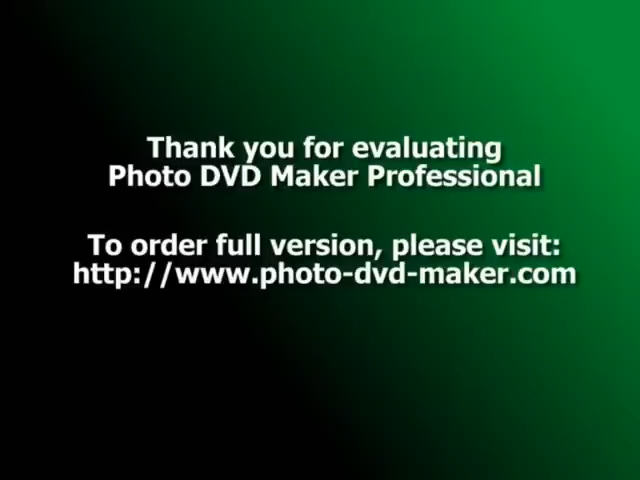 Thank you for evaluating
Photo DVD Maker Professional
To order full version, please visit:
http://www.photo-dvd-maker.com